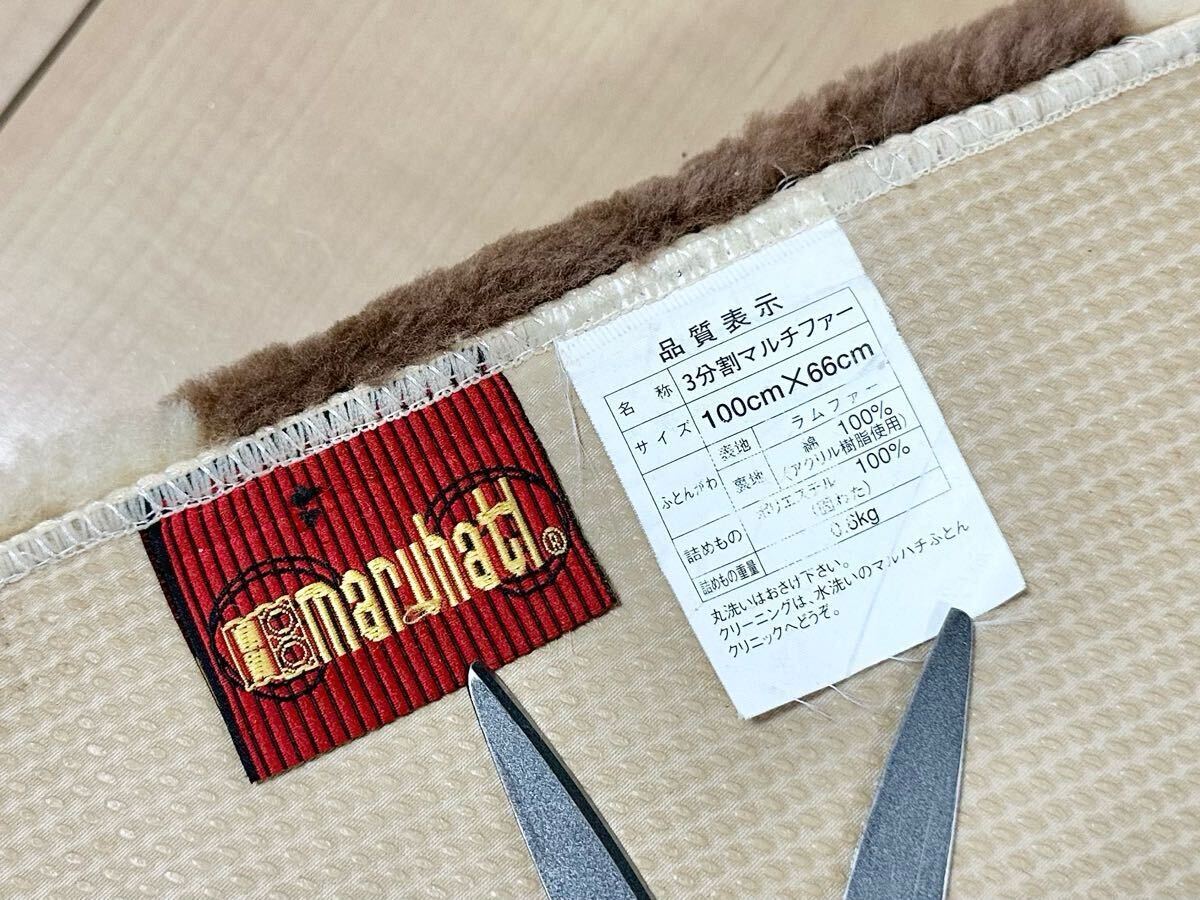 maruhati®
品質表示
名称 3分割マルチファー
サイズ 100cm×66cm
ふとんがわ 表地 ラムファー
裏地 綿 100%
(アクリル樹脂使用)
詰めもの ポリエステル 100%
(固わた)
詰めもの重量 0.6kg
丸洗いはおさけ下さい。
クリーニングは、水洗いのマルハチふとん
クリニックへどうぞ。